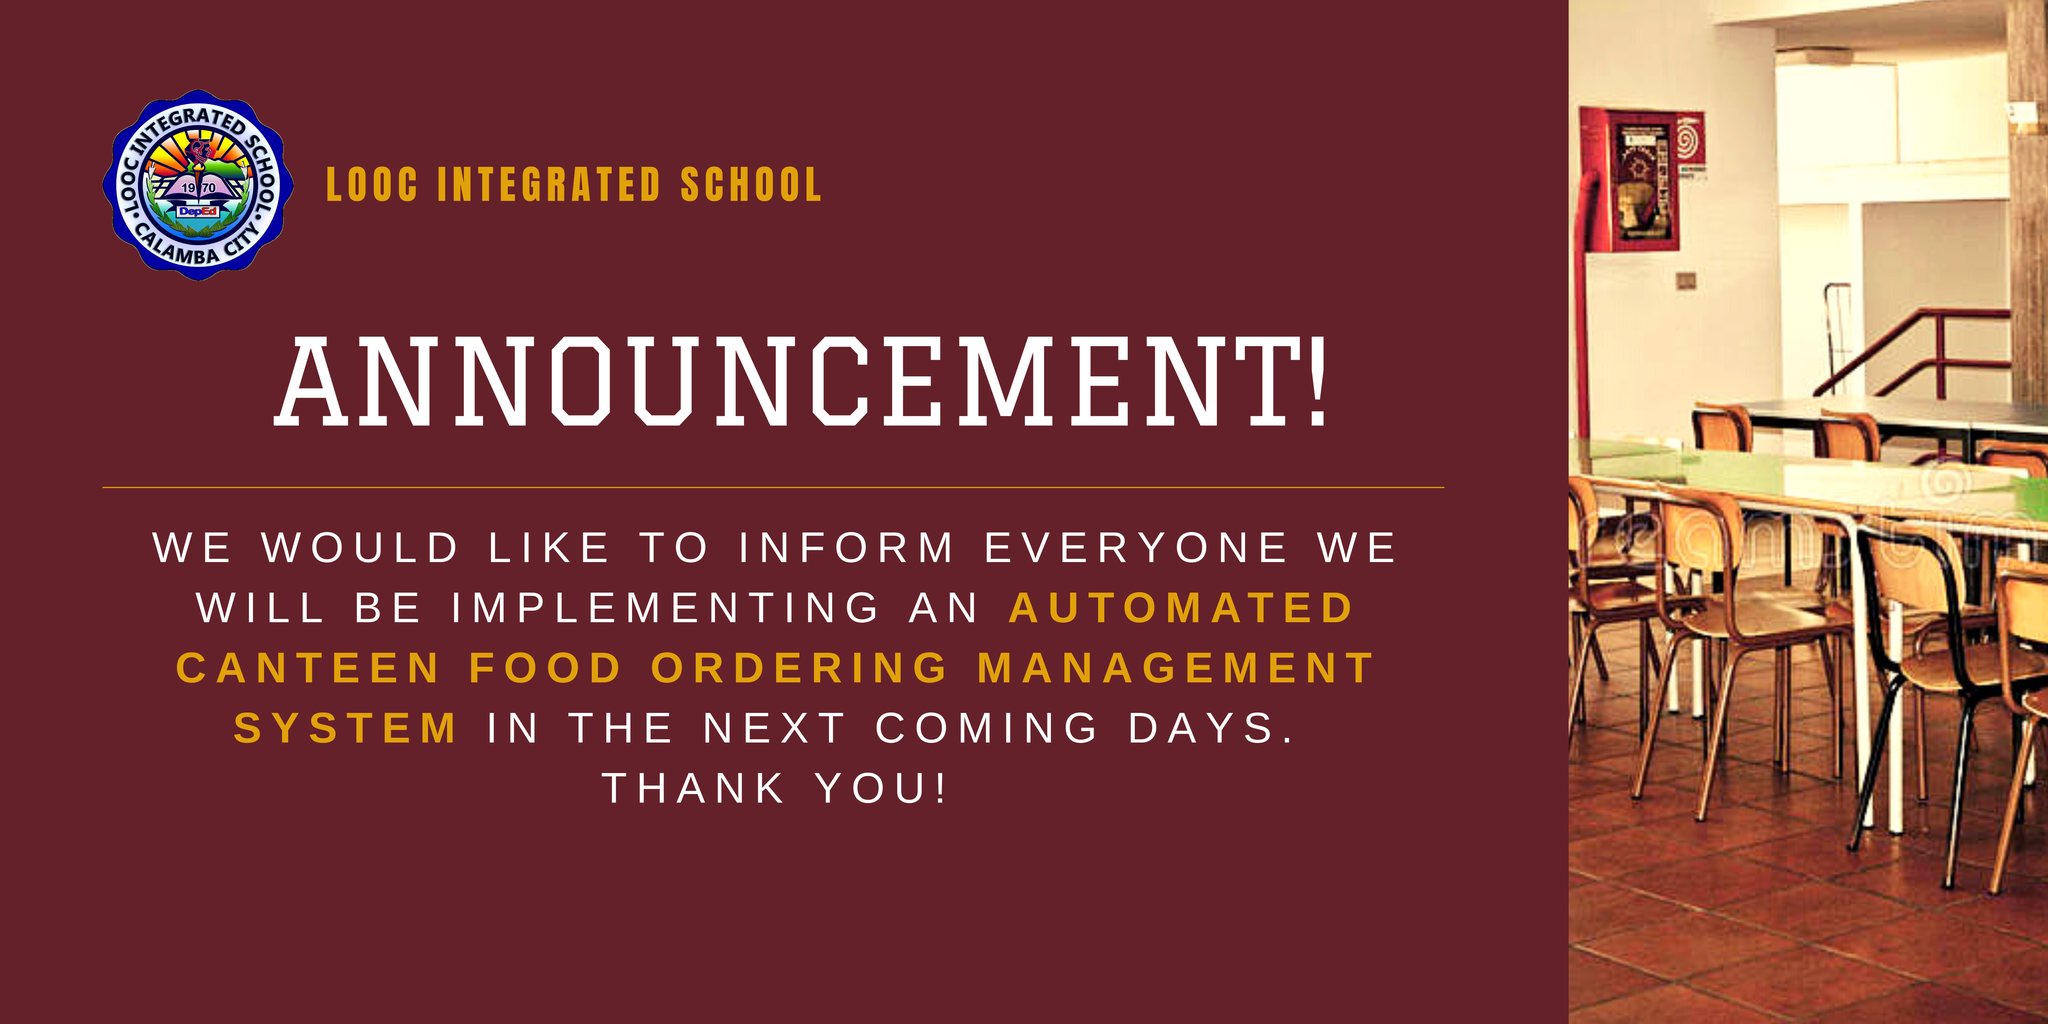 LOOC INTEGRATED SCHOOL
1970
DepEd
CALAMBA CITY
LOOC INTEGRATED SCHOOL
ANNOUNCEMENT!
WE WOULD LIKE TO INFORM EVERYONE WE
WILL BE IMPLEMENTING AN AUTOMATED
CANTEEN FOOD ORDERING MANAGEMENT
SYSTEM IN THE NEXT COMING DAYS.
THANK YOU!